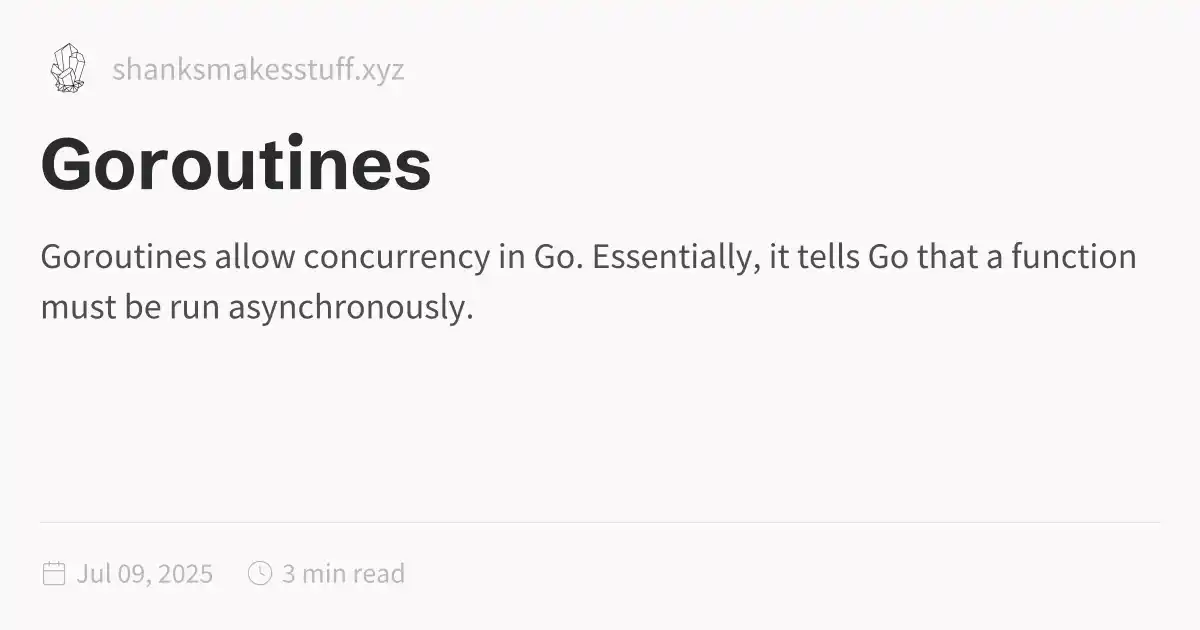 shanksmakesstuff.xyz
Goroutines
Goroutines allow concurrency in Go. Essentially, it tells Go that a function
must be run asynchronously.
Jul 09, 2025 3 min read